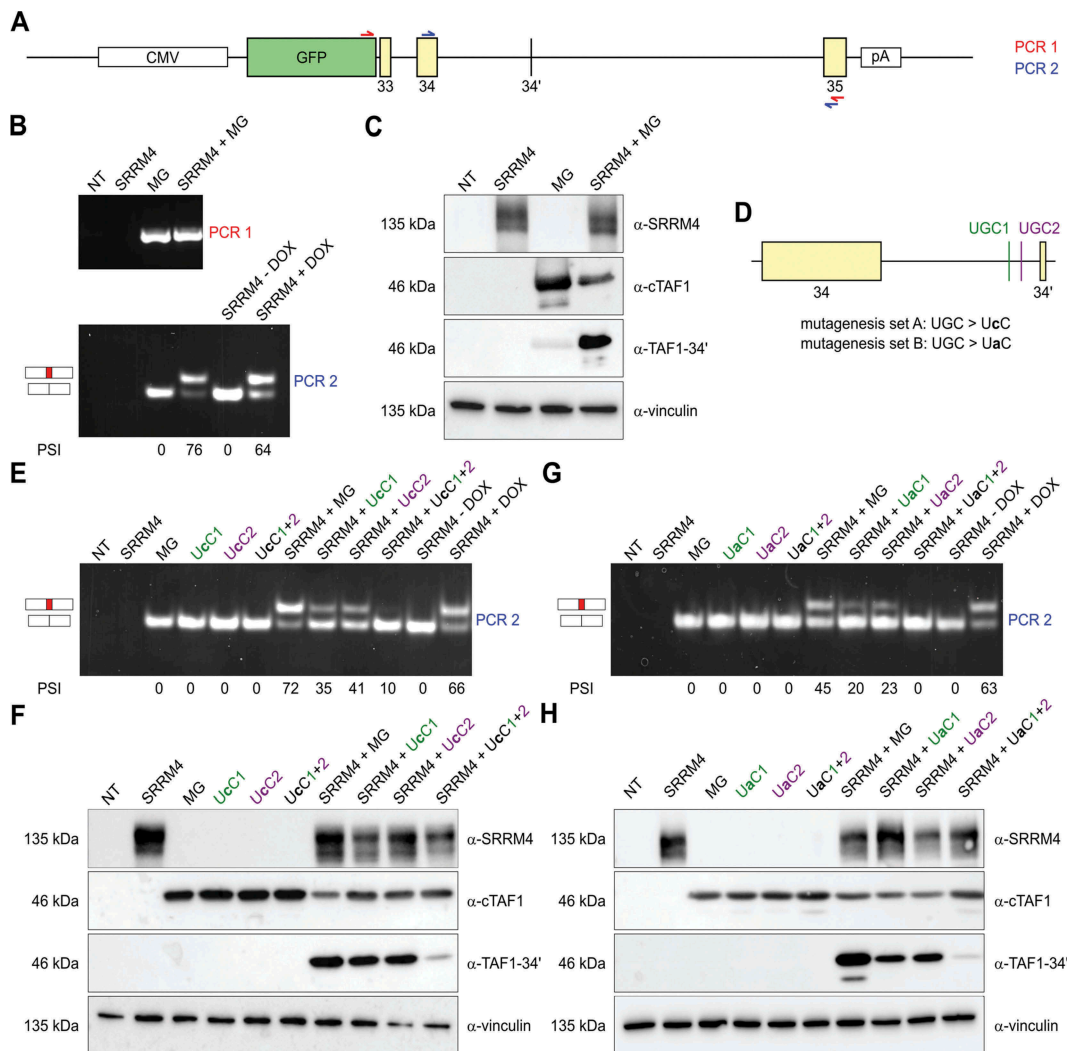 A
CMV
GFP
33
34
34'
35
pA
PCR 1
PCR 2
B
NT
SRRM4
MG
SRRM4 + MG
PCR 1
SRRM4 - DOX
SRRM4 + DOX
PCR 2
PSI 0 76 0 64
C
NT
SRRM4
MG
SRRM4 + MG
135 kDa α-SRRM4
46 kDa α-cTAF1
46 kDa α-TAF1-34'
135 kDa α-vinculin
D
UGC1 UGC2
34 34'
mutagenesis set A: UGC > UcC
mutagenesis set B: UGC > UaC
E
NT
SRRM4
MG
UcC1
UcC2
UcC1+2
SRRM4 + MG
SRRM4 + UcC1
SRRM4 + UcC2
SRRM4 + UcC1+2
SRRM4 - DOX
SRRM4 + DOX
PCR 2
PSI 0 0 0 0 72 35 41 10 0 66
G
NT
SRRM4
MG
UaC1
UaC2
UaC1+2
SRRM4 + MG
SRRM4 + UaC1
SRRM4 + UaC2
SRRM4 + UaC1+2
SRRM4 - DOX
SRRM4 + DOX
PCR 2
PSI 0 0 0 0 45 20 23 0 0 63
F
NT
SRRM4
MG
UcC1
UcC2
UcC1+2
SRRM4 + MG
SRRM4 + UcC1
SRRM4 + UcC2
SRRM4 + UcC1+2
135 kDa α-SRRM4
46 kDa α-cTAF1
46 kDa α-TAF1-34'
135 kDa α-vinculin
H
NT
SRRM4
MG
UaC1
UaC2
UaC1+2
SRRM4 + MG
SRRM4 + UaC1
SRRM4 + UaC2
SRRM4 + UaC1+2
135 kDa α-SRRM4
46 kDa α-cTAF1
46 kDa α-TAF1-34'
135 kDa α-vinculin